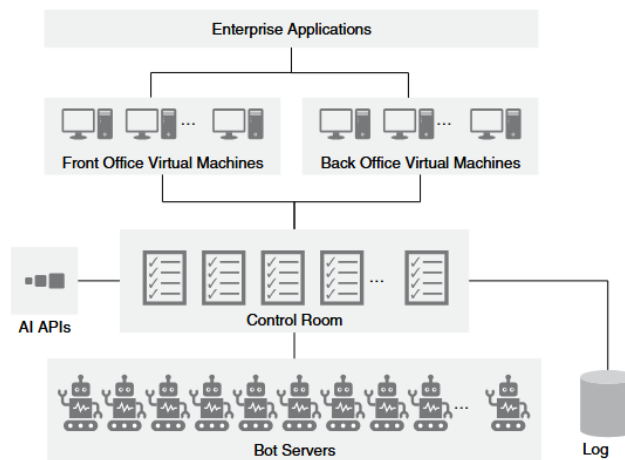 Enterprise Applications
...
...
Front Office Virtual Machines
Back Office Virtual Machines
...
AI APIs
Control Room
...
Bot Servers
Log